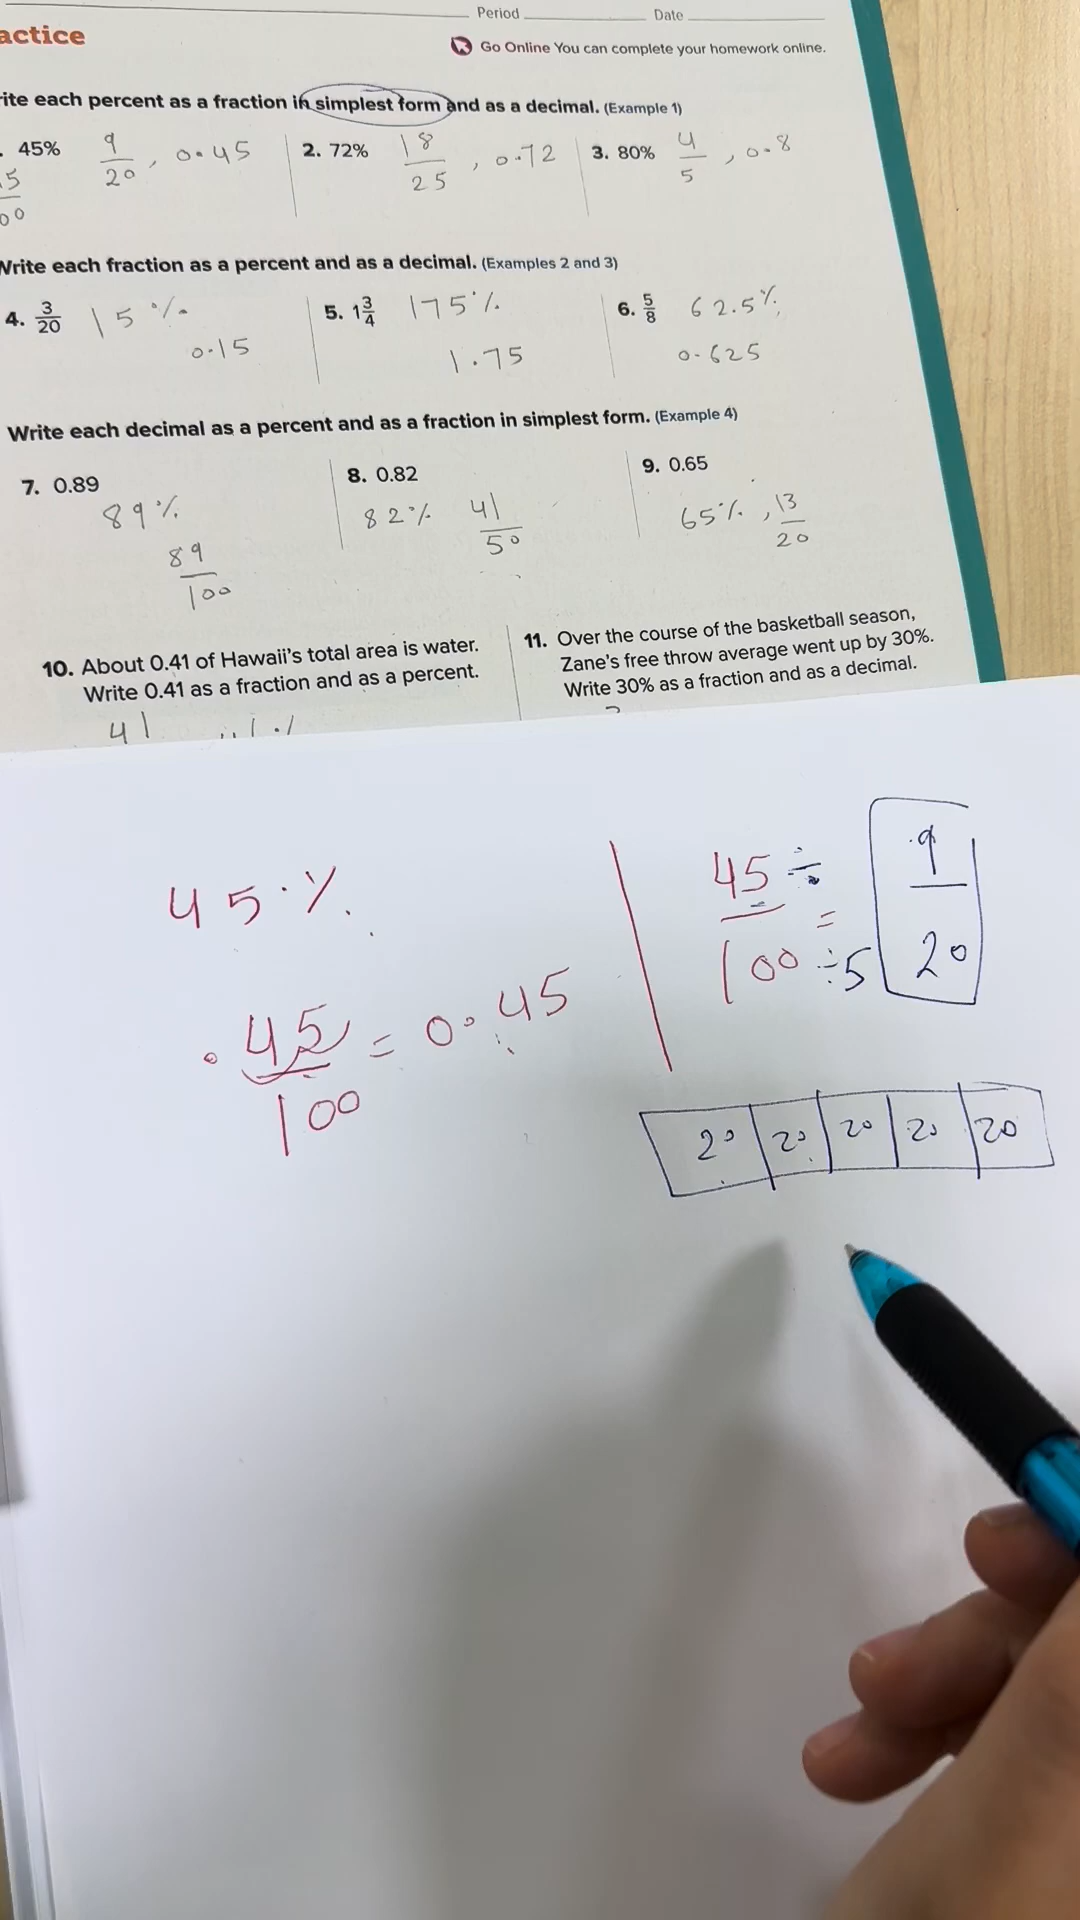 Period Date
actice
Go Online You can complete your homework online.
ite each percent as a fraction in simplest form and as a decimal. (Example 1)
45% 9/20, 0.45
5/00
2. 72% 18/25, 0.72
3. 80% 4/5, 0.8
Write each fraction as a percent and as a decimal. (Examples 2 and 3)
4. 3/20 15%
0.15
5. 1 3/4 175%
1.75
6. 5/8 62.5%
0.625
Write each decimal as a percent and as a fraction in simplest form. (Example 4)
7. 0.89
89%
89/100
8. 0.82
82% 41/50
9. 0.65
65%, 13/20
10. About 0.41 of Hawaii's total area is water.
Write 0.41 as a fraction and as a percent.
41
11. Over the course of the basketball season,
Zane's free throw average went up by 30%.
Write 30% as a fraction and as a decimal.
45%
.45/100 = 0.45
45 ÷
100 ÷5
= 9/20
20 20 20 20 20